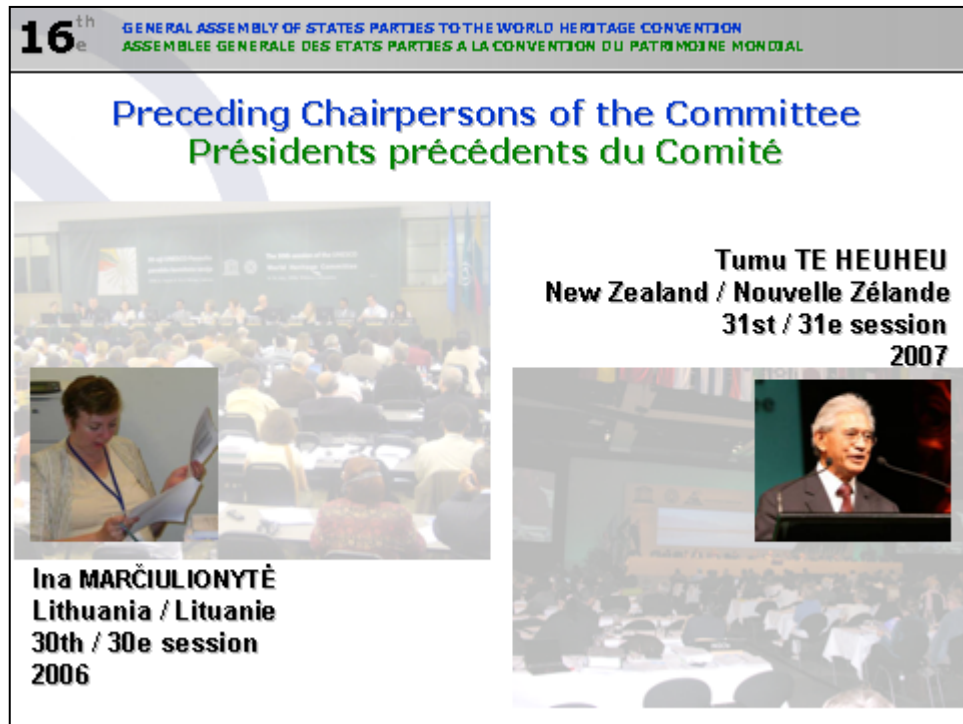 16th e
GENERAL ASSEMBLY OF STATES PARTIES TO THE WORLD HERITAGE CONVENTION
ASSEMBLEE GENERALE DES ETATS PARTIES A LA CONVENTION DU PATRIMOINE MONDIAL
Preceding Chairpersons of the Committee
Présidents précédents du Comité
Tumu TE HEUHEU
New Zealand / Nouvelle Zélande
31st / 31e session
2007
Ina MARČIULIONYTĖ
Lithuania / Lituanie
30th / 30e session
2006